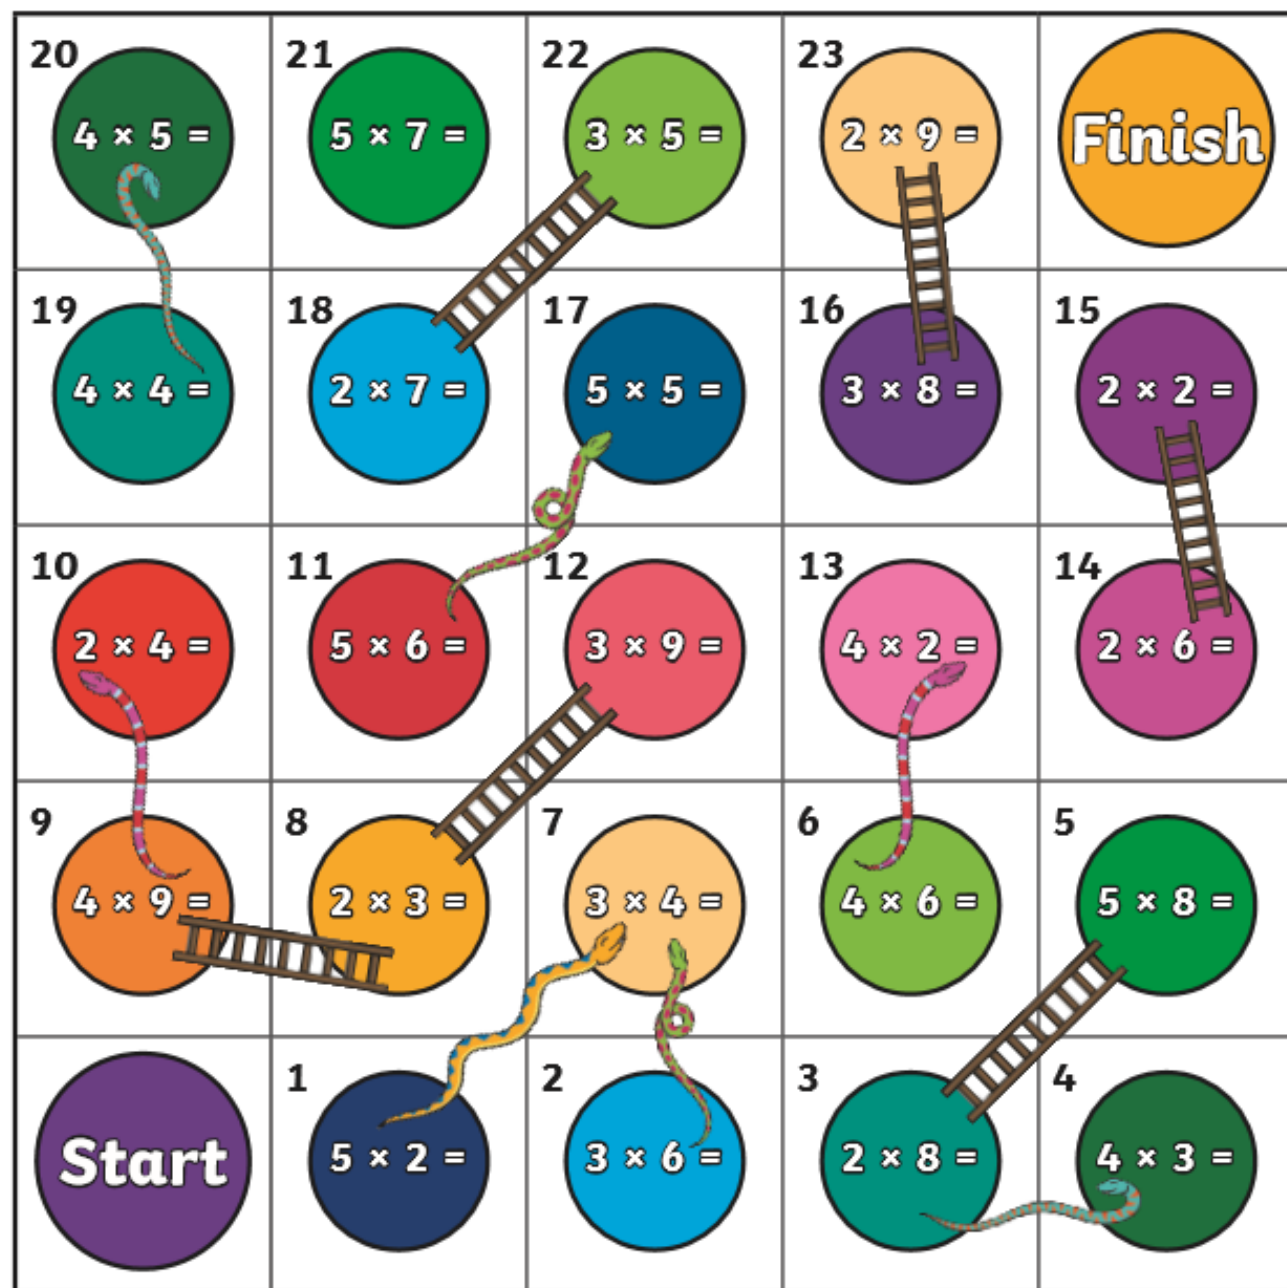 20
4 × 5 =
21
5 × 7 =
22
3 × 5 =
23
2 × 9 =
Finish
19
4 × 4 =
18
2 × 7 =
17
5 × 5 =
16
3 × 8 =
15
2 × 2 =
10
2 × 4 =
11
5 × 6 =
12
3 × 9 =
13
4 × 2 =
14
2 × 6 =
9
4 × 9 =
8
2 × 3 =
7
3 × 4 =
6
4 × 6 =
5
5 × 8 =
Start
1
5 × 2 =
2
3 × 6 =
3
2 × 8 =
4
4 × 3 =